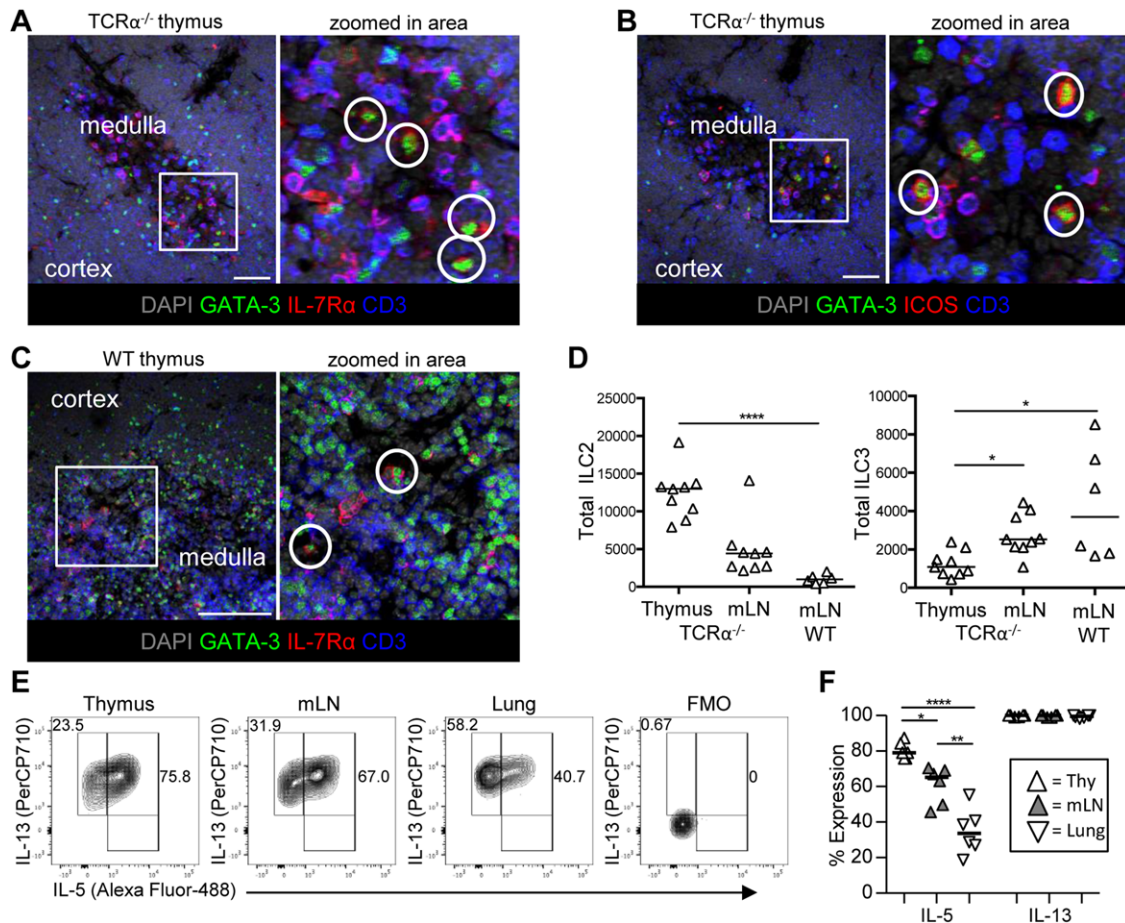 A
TCRα-/- thymus
zoomed in area
medulla
cortex
DAPI GATA-3 IL-7Rα CD3
B
TCRα-/- thymus
zoomed in area
medulla
cortex
DAPI GATA-3 ICOS CD3
C
WT thymus
zoomed in area
cortex
medulla
DAPI GATA-3 IL-7Rα CD3
D
Total ILC2
25000
20000
15000
10000
5000
0
****
Thymus mLN mLN
TCRα-/- WT
Total ILC3
10000
8000
6000
4000
2000
0
*
*
Thymus mLN mLN
TCRα-/- WT
E
Thymus
mLN
Lung
FMO
IL-13 (PerCP710)
23.5
75.8
IL-13 (PerCP710)
31.9
67.0
IL-13 (PerCP710)
58.2
40.7
IL-13 (PerCP710)
0.67
0
IL-5 (Alexa Fluor-488)
F
% Expression
100
80
60
40
20
0
****
*
**
= Thy
= mLN
= Lung
IL-5
IL-13